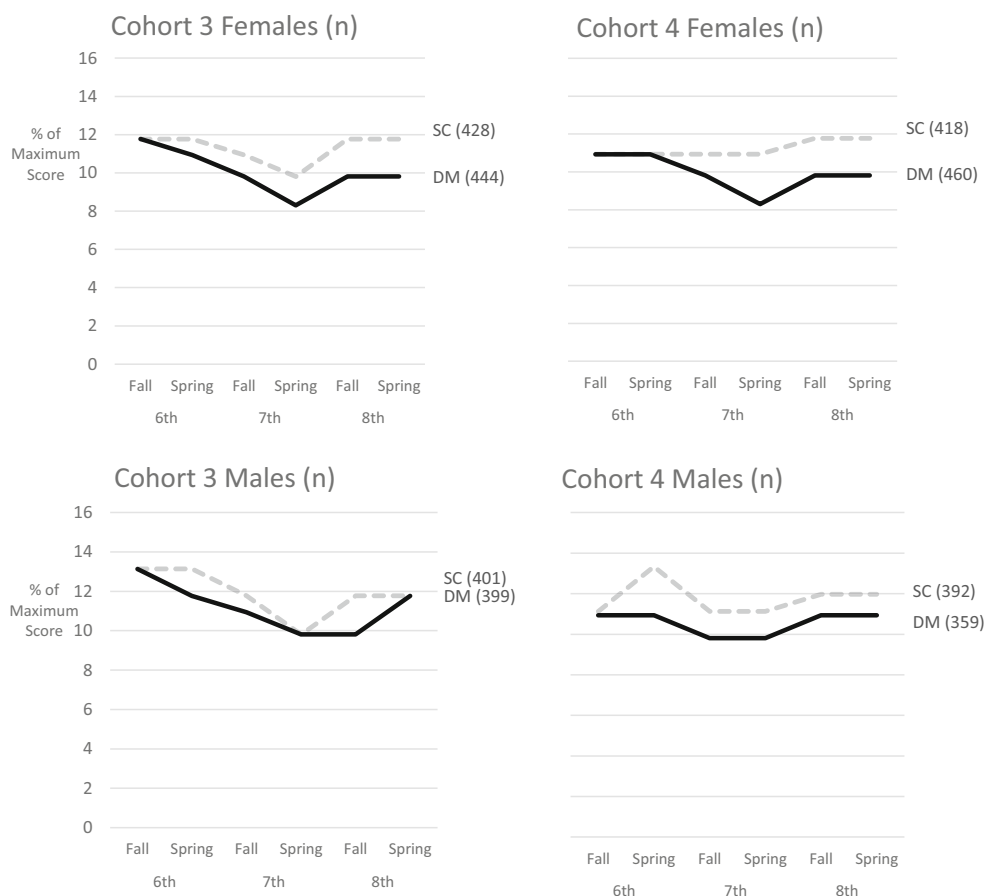 Cohort 3 Females (n)
16
14
12
10
8
6
4
2
0
% of
Maximum
Score
SC (428)
DM (444)
Fall Spring Fall Spring Fall Spring
6th 7th 8th
Cohort 4 Females (n)
SC (418)
DM (460)
Fall Spring Fall Spring Fall Spring
6th 7th 8th
Cohort 3 Males (n)
16
14
12
10
8
6
4
2
0
% of
Maximum
Score
SC (401)
DM (399)
Fall Spring Fall Spring Fall Spring
6th 7th 8th
Cohort 4 Males (n)
SC (392)
DM (359)
Fall Spring Fall Spring Fall Spring
6th 7th 8th